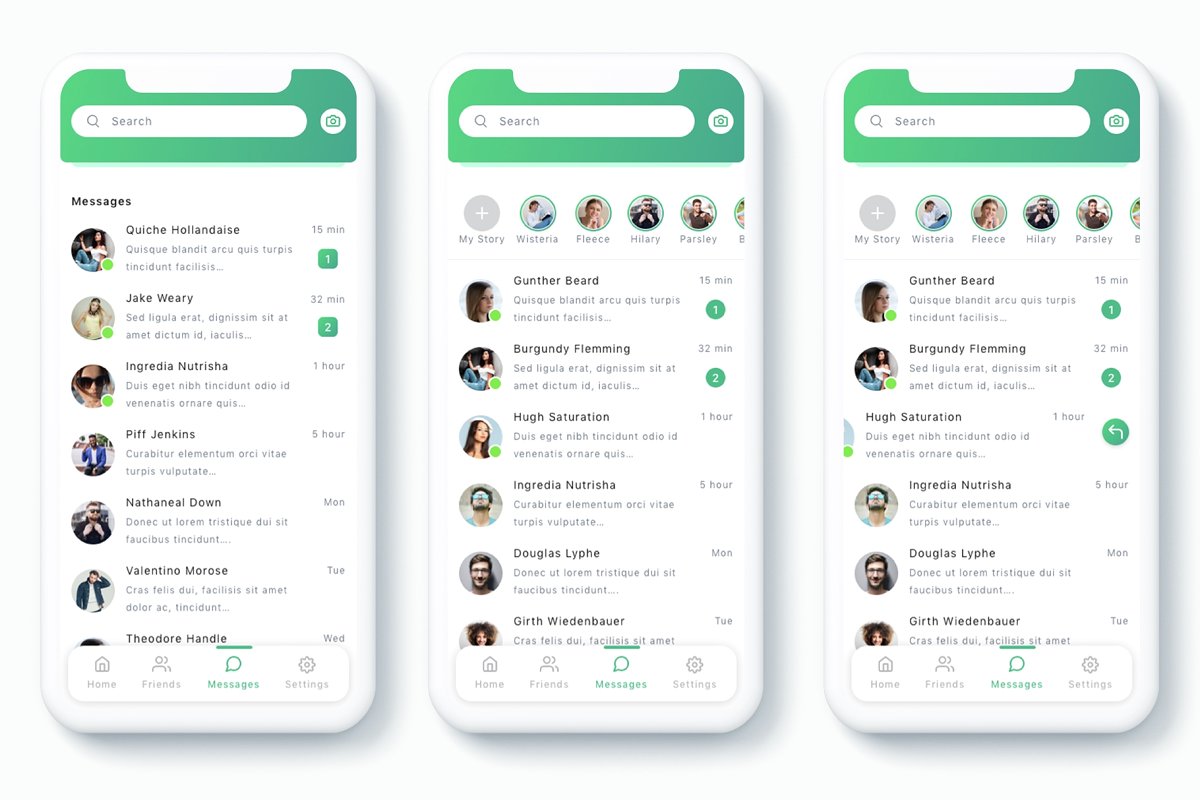 Search
Messages
Quiche Hollandaise 15 min
Quisque blandit arcu quis turpis
tincidunt facilisis... 1
Jake Weary 32 min
Sed ligula erat, dignissim sit at
amet dictum id, iaculis... 2
Ingredia Nutrisha 1 hour
Duis eget nibh tincidunt odio id
venenatis ornare quis...
Piff Jenkins 5 hour
Curabitur elementum orci vitae
turpis vulputate...
Nathaneal Down Mon
Donec ut lorem tristique dui sit
faucibus tincidunt....
Valentino Morose Tue
Cras felis dui, facilisis sit amet
dolor ac, tincidunt...
Theodore Handle Wed
Home Friends Messages Settings
Search
My Story Wisteria Fleece Hilary Parsley B
Gunther Beard 15 min
Quisque blandit arcu quis turpis
tincidunt facilisis... 1
Burgundy Flemming 32 min
Sed ligula erat, dignissim sit at
amet dictum id, iaculis... 2
Hugh Saturation 1 hour
Duis eget nibh tincidunt odio id
venenatis ornare quis...
Ingredia Nutrisha 5 hour
Curabitur elementum orci vitae
turpis vulputate...
Douglas Lyphe Mon
Donec ut lorem tristique dui sit
faucibus tincidunt....
Girth Wiedenbauer Tue
Cras felis dui, facilisis sit amet
Home Friends Messages Settings
Search
My Story Wisteria Fleece Hilary Parsley B
Gunther Beard 15 min
Quisque blandit arcu quis turpis
tincidunt facilisis... 1
Burgundy Flemming 32 min
Sed ligula erat, dignissim sit at
amet dictum id, iaculis... 2
Hugh Saturation 1 hour
Duis eget nibh tincidunt odio id
venenatis ornare quis...
Ingredia Nutrisha 5 hour
Curabitur elementum orci vitae
turpis vulputate...
Douglas Lyphe Mon
Donec ut lorem tristique dui sit
faucibus tincidunt....
Girth Wiedenbauer Tue
Cras felis dui, facilisis sit amet
Home Friends Messages Settings